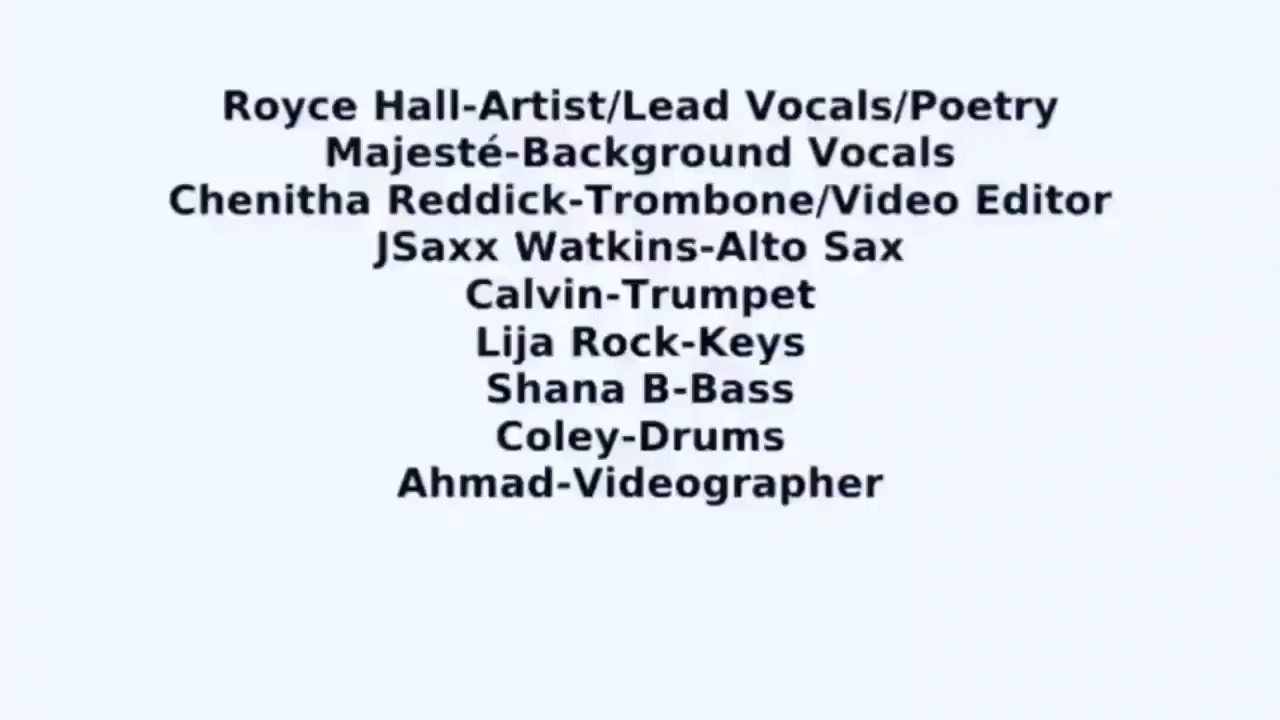 Royce Hall-Artist/Lead Vocals/Poetry
Majesté-Background Vocals
Chenitha Reddick-Trombone/Video Editor
JSaxx Watkins-Alto Sax
Calvin-Trumpet
Lija Rock-Keys
Shana B-Bass
Coley-Drums
Ahmad-Videographer